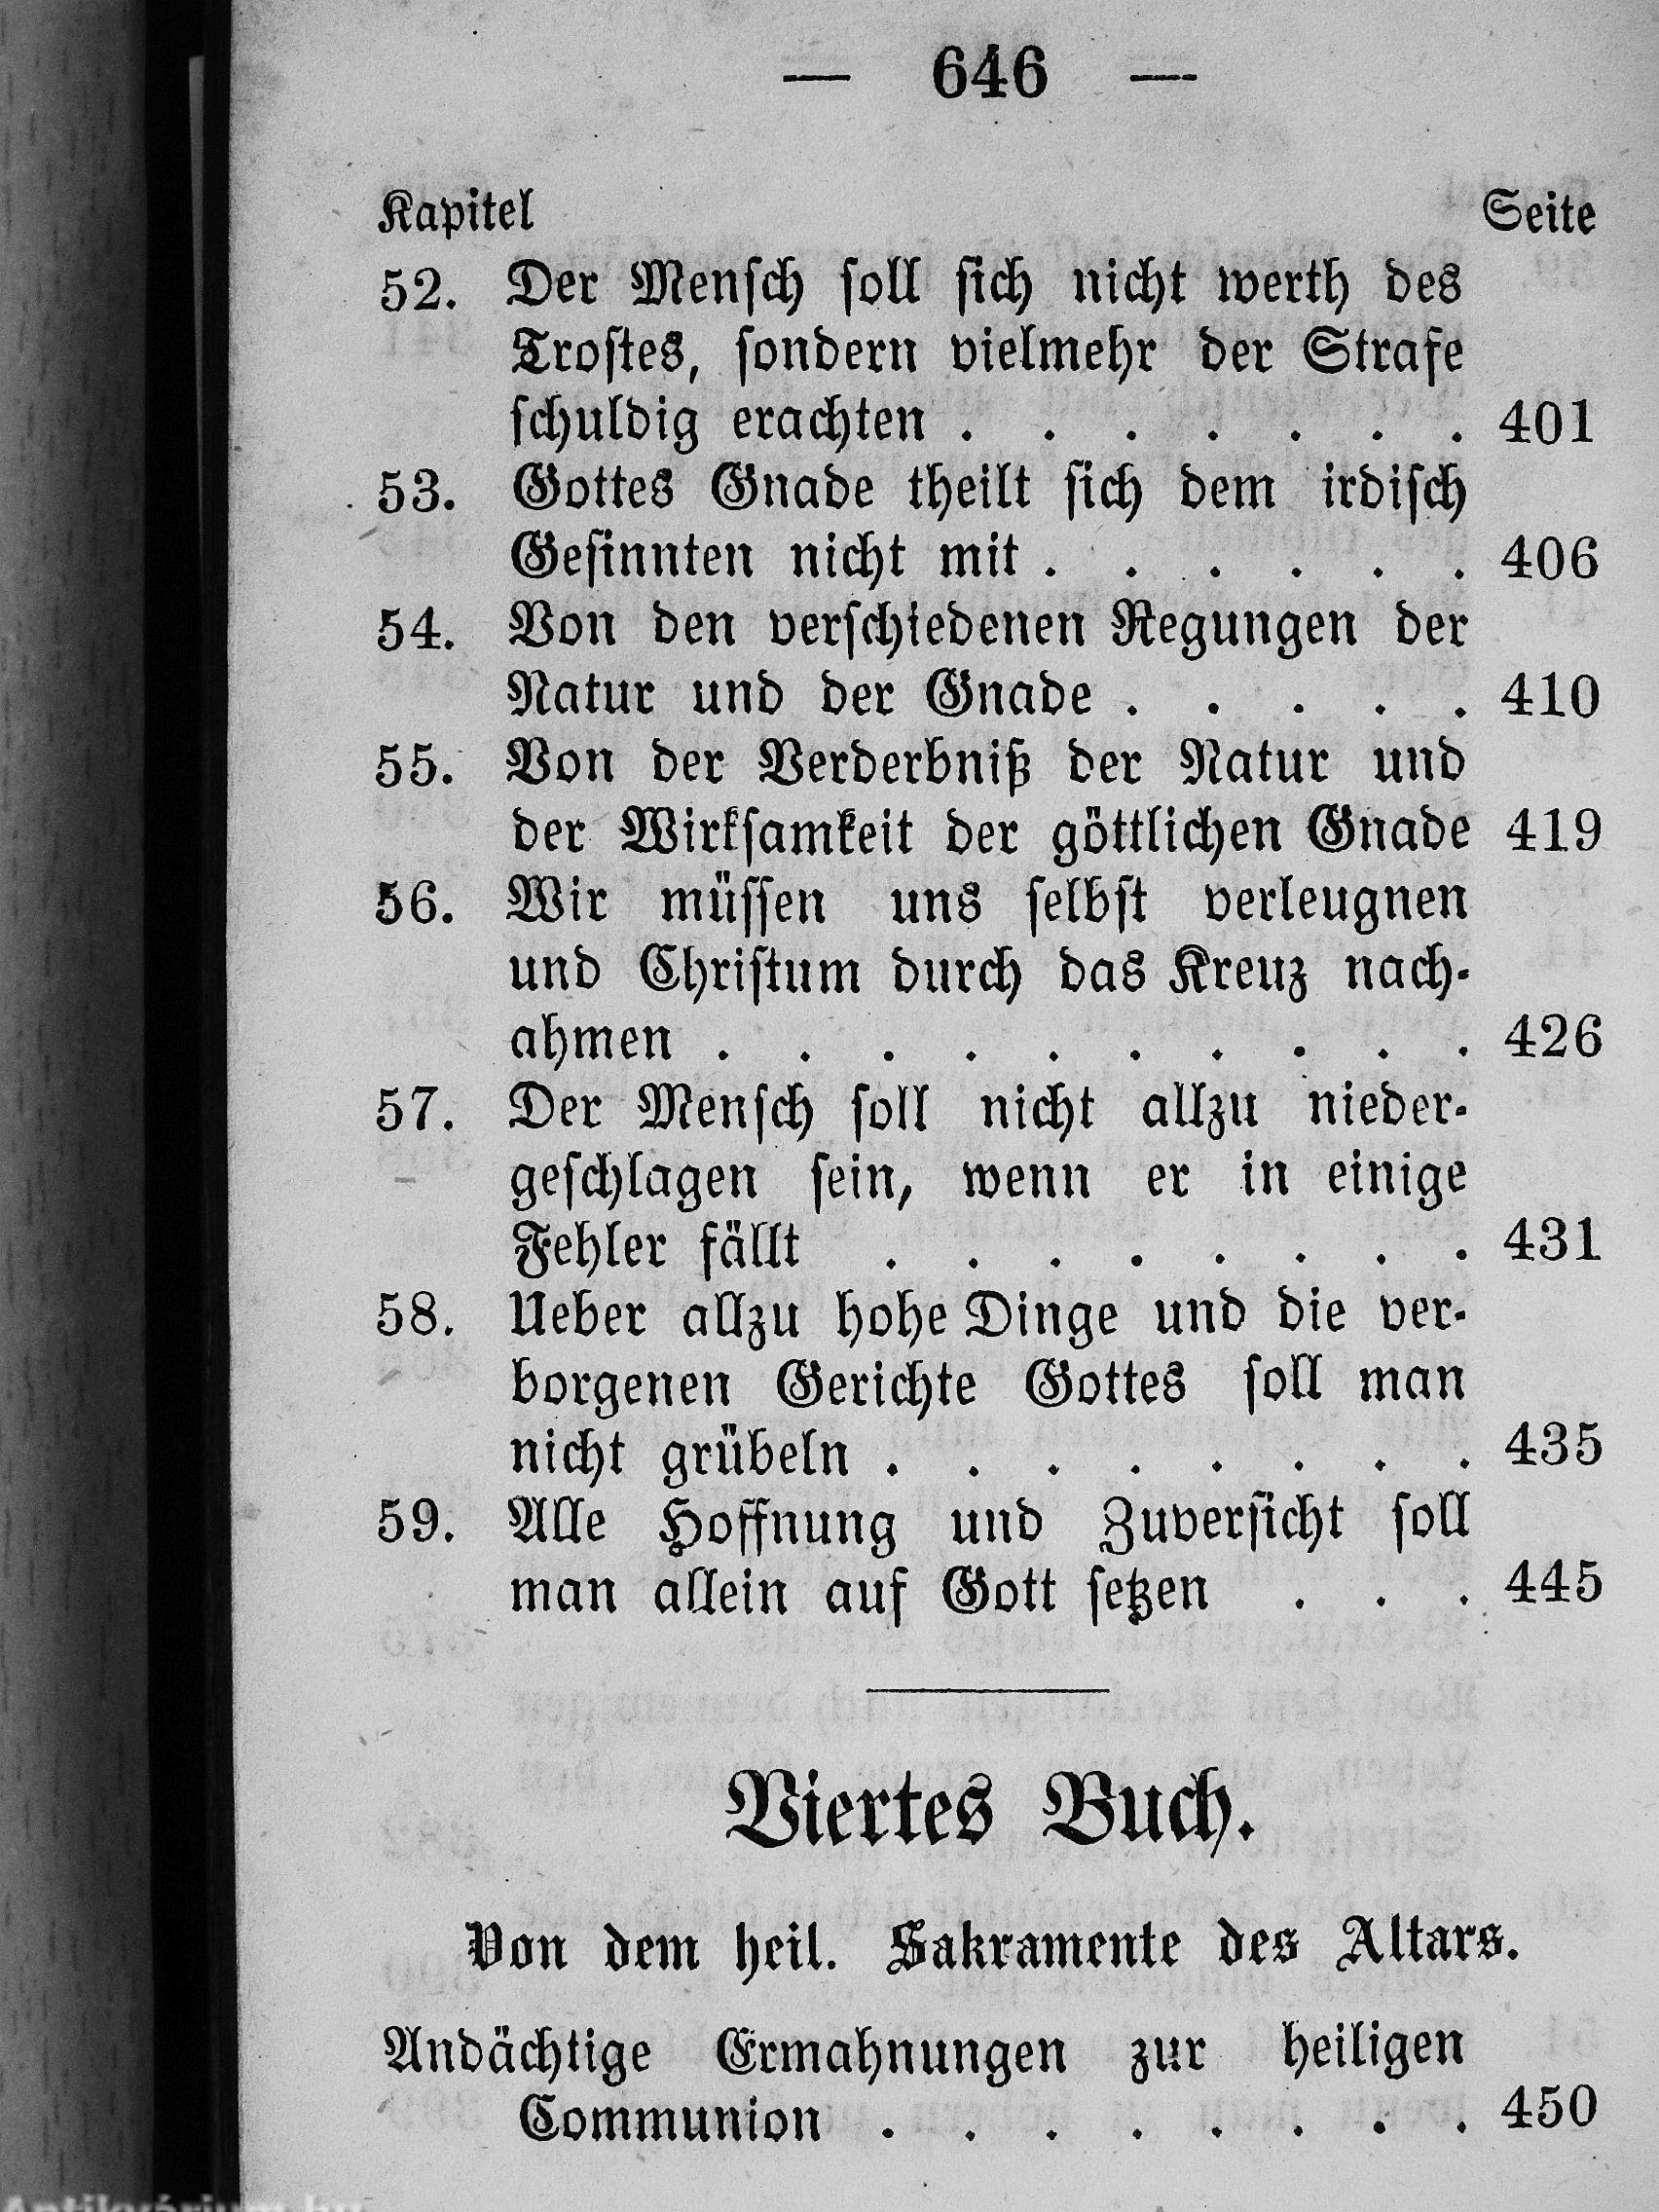 — 646 —
Kapitel Seite
52. Der Mensch soll sich nicht werth des
Trostes, sondern vielmehr der Strafe
schuldig erachten . . . . . . . 401
53. Gottes Gnade theilt sich dem irdisch
Gesinnten nicht mit . . . . . . 406
54. Von den verschiedenen Regungen der
Natur und der Gnade . . . . . 410
55. Von der Verderbniß der Natur und
der Wirksamkeit der göttlichen Gnade 419
56. Wir müssen uns selbst verleugnen
und Christum durch das Kreuz nach-
ahmen . . . . . . . . . . 426
57. Der Mensch soll nicht allzu nieder-
geschlagen sein, wenn er in einige
Fehler fällt . . . . . . . . 431
58. Ueber allzu hohe Dinge und die ver-
borgenen Gerichte Gottes soll man
nicht grübeln . . . . . . . . 435
59. Alle Hoffnung und Zuversicht soll
man allein auf Gott setzen . . . 445
Viertes Buch.
Von dem heil. Sakramente des Altars.
Andächtige Ermahnungen zur heiligen
Communion . . . . . . . . 450